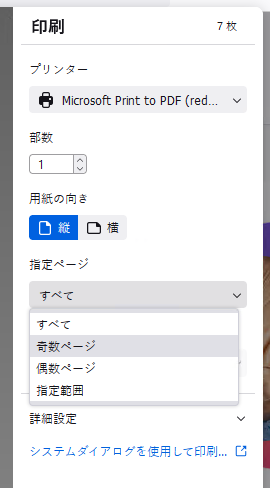 印刷
7 枚
プリンター
Microsoft Print to PDF (red...
部数
1
用紙の向き
縦
横
指定ページ
すべて
すべて
奇数ページ
偶数ページ
指定範囲
詳細設定
システムダイアログを使用して印刷...